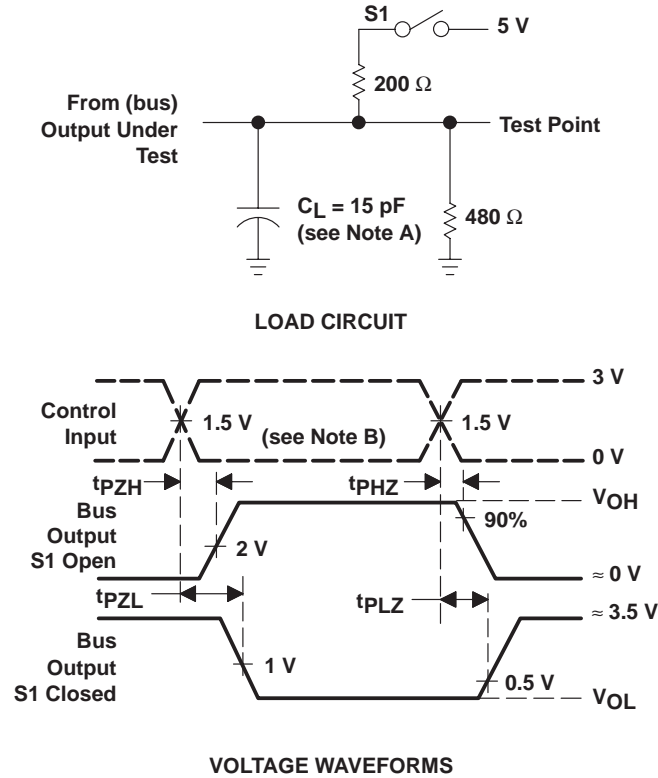 S1
5 V
200 Ω
From (bus)
Output Under
Test
Test Point
C_L = 15 pF
(see Note A)
480 Ω
LOAD CIRCUIT
3 V
Control
Input
1.5 V
(see Note B)
1.5 V
0 V
tPZH
tPHZ
VOH
Bus
Output
S1 Open
90%
2 V
≈ 0 V
tPZL
tPLZ
≈ 3.5 V
Bus
Output
S1 Closed
1 V
0.5 V
VOL
VOLTAGE WAVEFORMS